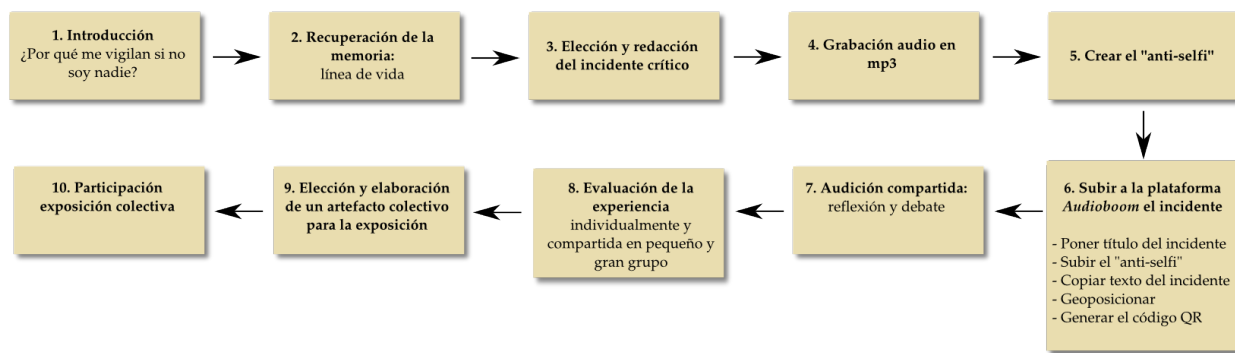 1. Introducción
¿Por qué me vigilan si no
soy nadie?
2. Recuperación de la
memoria:
línea de vida
3. Elección y redacción
del incidente crítico
4. Grabación audio en
mp3
5. Crear el "anti-selfi"
6. Subir a la plataforma
Audioboom el incidente
- Poner título del incidente
- Subir el "anti-selfi"
- Copiar texto del incidente
- Geoposicionar
- Generar el código QR
7. Audición compartida:
reflexión y debate
8. Evaluación de la
experiencia
individualmente y
compartida en pequeño y
gran grupo
9. Elección y elaboración
de un artefacto colectivo
para la exposición
10. Participación
exposición colectiva